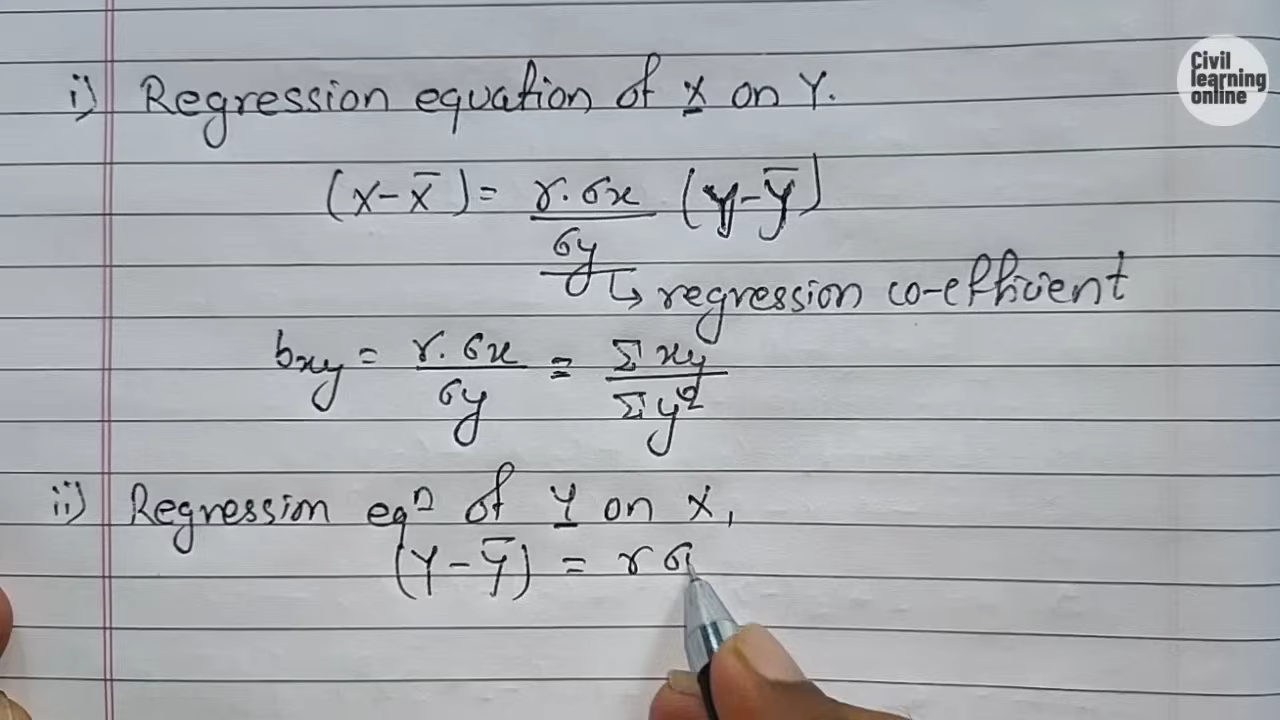 Civil
learning
online
i) Regression equation of X on Y.
(X-X̄) = r.σx/σy (Y-Ȳ)
↳ regression co-efficient
bxy = r.σx/σy = Σxy/Σy²
ii) Regression eqⁿ of Y on X,
(Y-Ȳ) = rσ